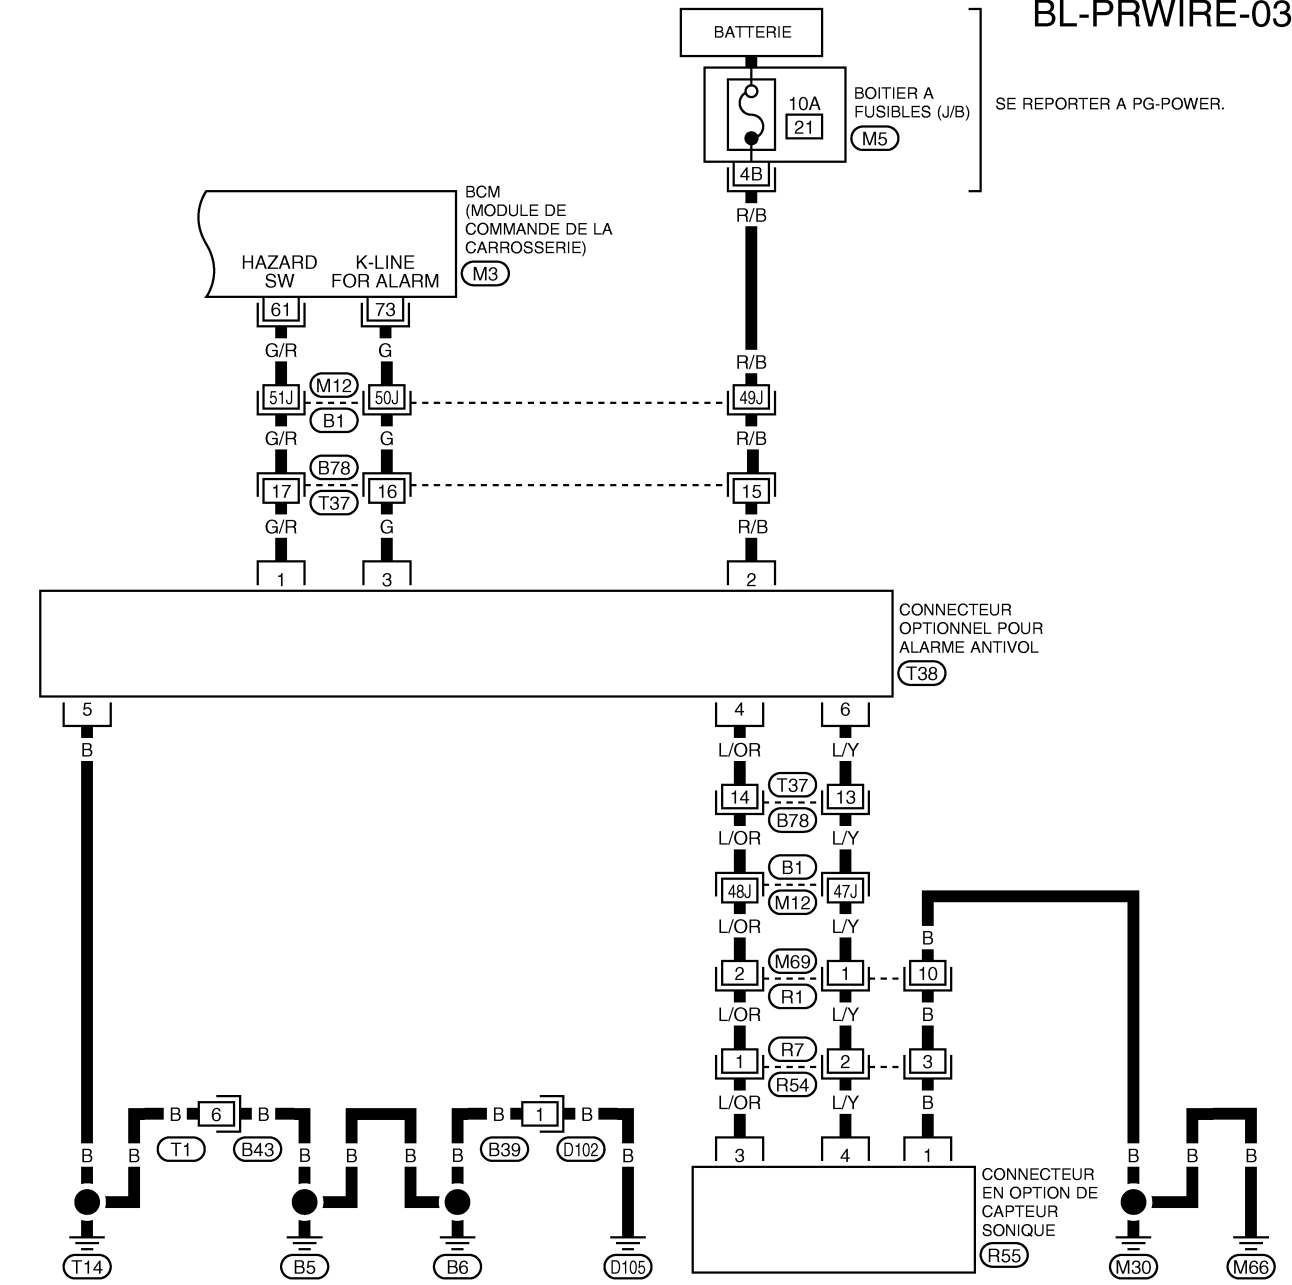 BL-PRWIRE-03
BATTERIE
10A
21
BOITIER A
FUSIBLES (J/B)
M5
SE REPORTER A PG-POWER.
4B
R/B
BCM
(MODULE DE
COMMANDE DE LA
CARROSSERIE)
M3
HAZARD
SW
K-LINE
FOR ALARM
61
73
G/R
G
R/B
51J
M12
50J
49J
B1
G/R
G
R/B
B78
17
16
15
T37
G/R
G
R/B
1
3
2
CONNECTEUR
OPTIONNEL POUR
ALARME ANTIVOL
T38
5
4
6
B
L/OR
L/Y
T37
14
13
B78
L/OR
L/Y
B1
48J
47J
M12
L/OR
L/Y
B
M69
2
1
10
R1
L/OR
L/Y
B
R7
1
2
3
R54
L/OR
L/Y
B
B
6
B
B
1
B
T1
B43
B39
D102
B
B
B
B
B
B
B
3
4
1
B
B
CONNECTEUR
EN OPTION DE
CAPTEUR
SONIQUE
R55
T14
B5
B6
D105
M30
M66